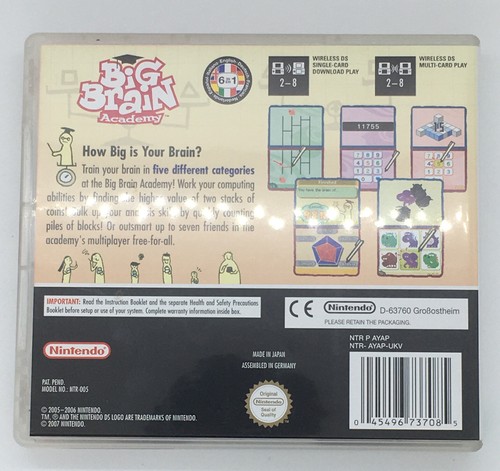 BiG
BRaiN
Academy™
English
6in1
WIRELESS DS
SINGLE-CARD
DOWNLOAD PLAY
2-8
WIRELESS DS
MULTI-CARD PLAY
2-8
11755
How Big is Your Brain?
Train your brain in five different categories
at the Big Brain Academy! Work your computing
abilities by finding the higher value of two stacks of
coins! Bulk up your analysis skills by quickly counting
piles of blocks! Or outsmart up to seven friends in the
academy's multiplayer free-for-all.
IMPORTANT: Read the Instruction Booklet and the separate Health and Safety Precautions
Booklet before setup or use of your system. Complete warranty information inside box.
CE Nintendo D-63760 Großostheim
PLEASE RETAIN THE PACKAGING.
NTR P AYAP
NTR- AYAP-UKV
Nintendo
MADE IN JAPAN
ASSEMBLED IN GERMANY
PAT. PEND.
MODEL NO.: NTR-005
Original
Nintendo
Seal of
Quality
© 2005-2006 NINTENDO.
TM, ® AND THE NINTENDO DS LOGO ARE TRADEMARKS OF NINTENDO.
© 2007 NINTENDO.
0 45496 73708 5